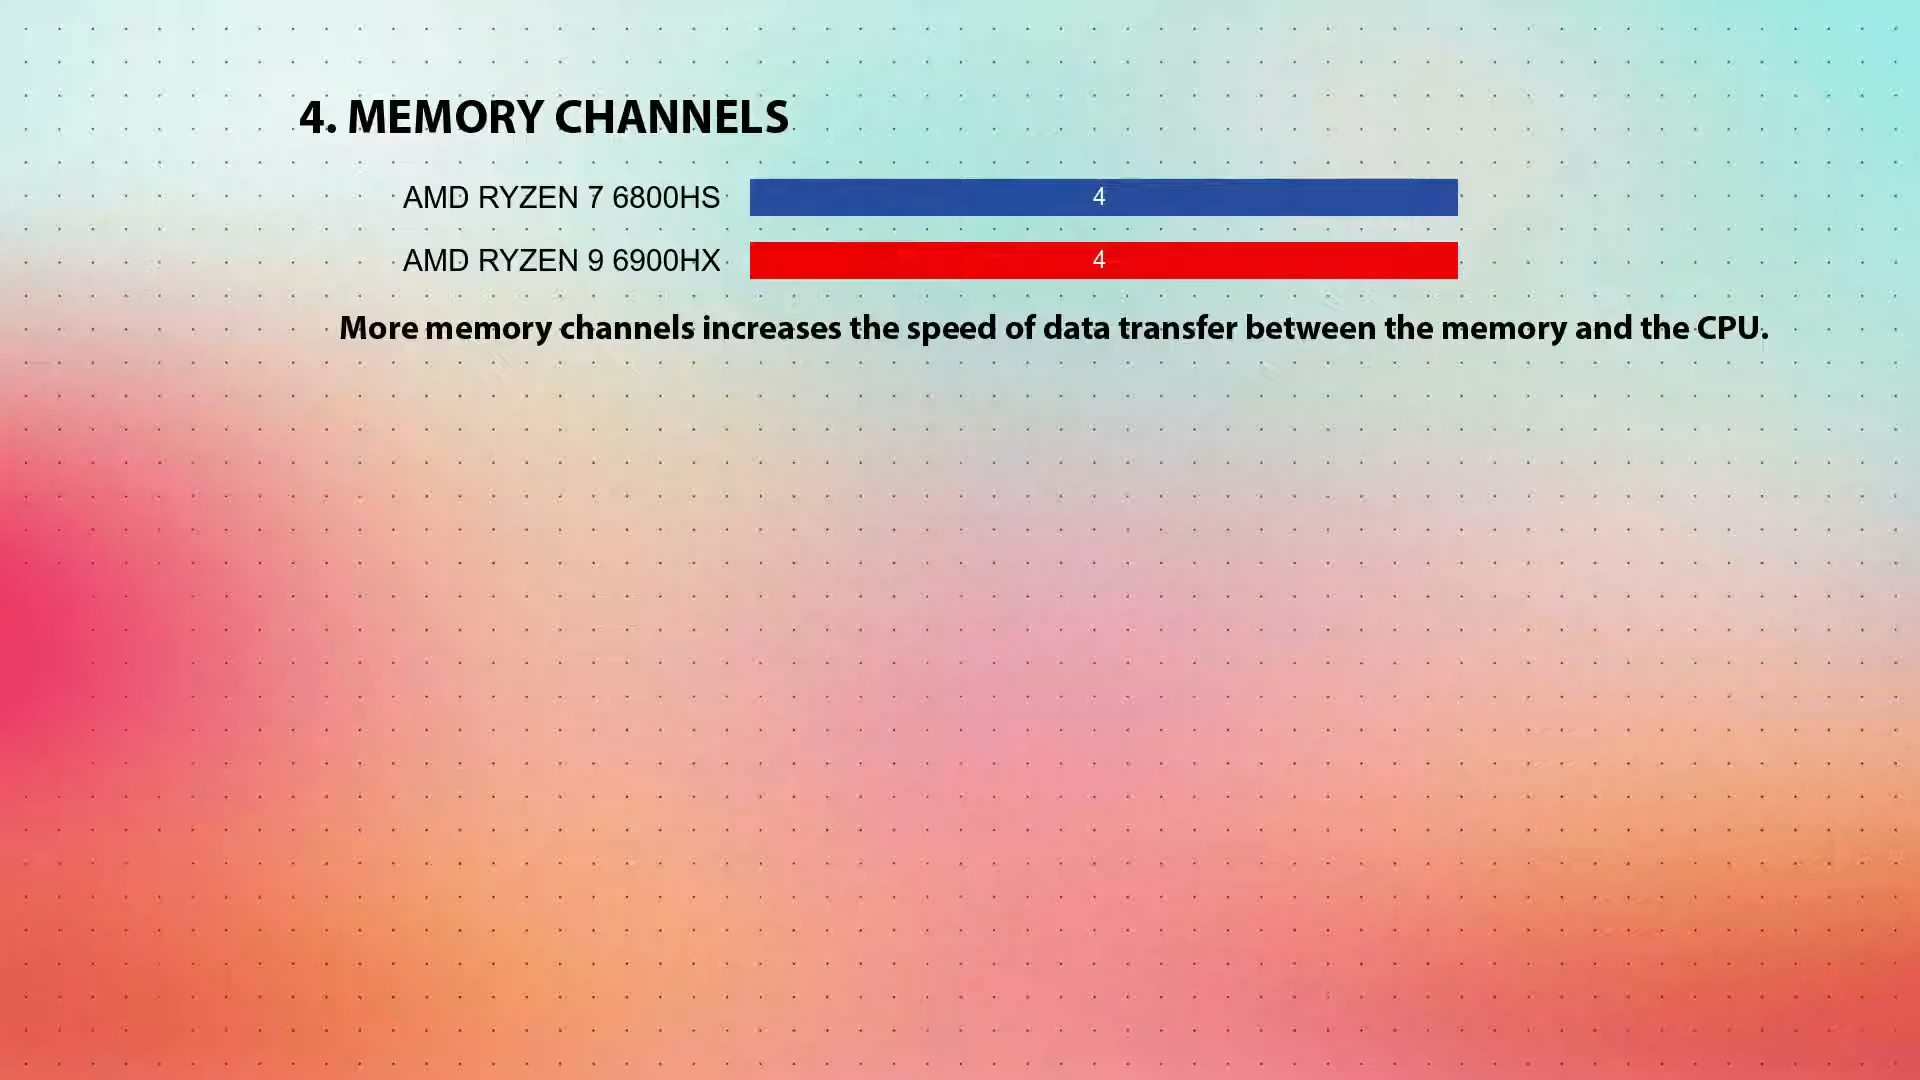 4. MEMORY CHANNELS
AMD RYZEN 7 6800HS 4
AMD RYZEN 9 6900HX 4
More memory channels increases the speed of data transfer between the memory and the CPU.